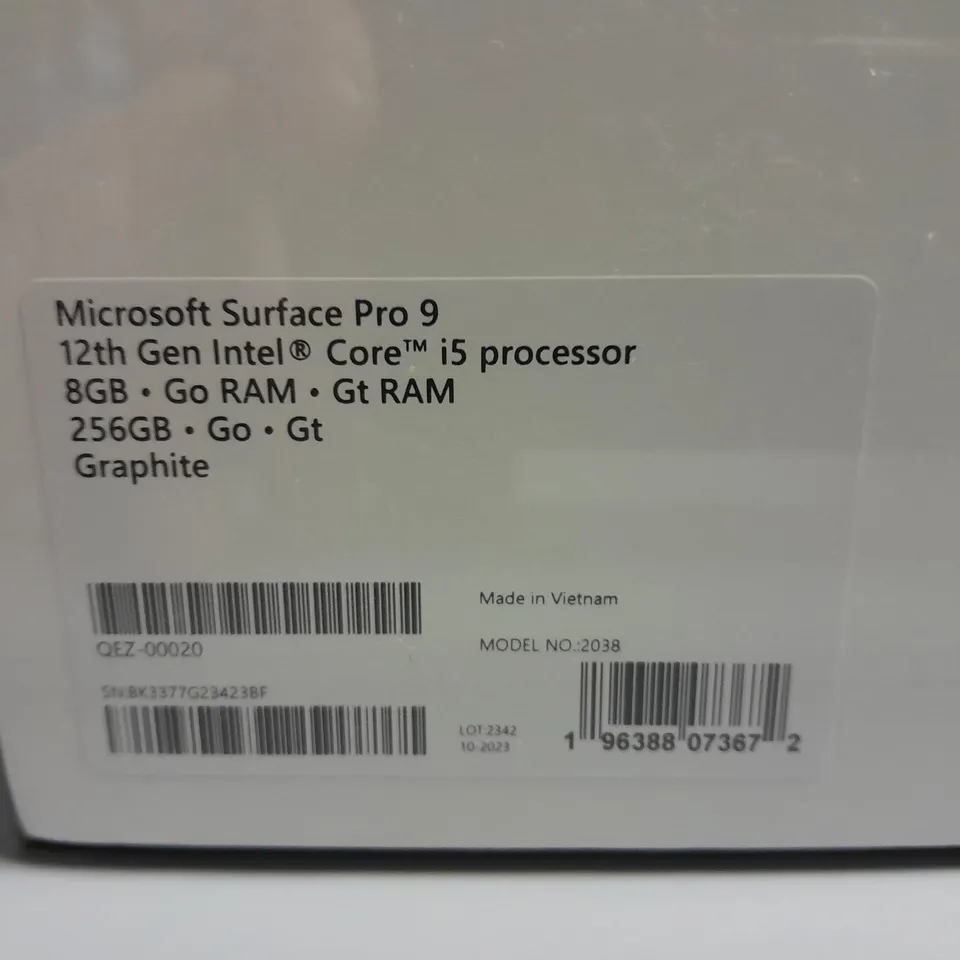 Microsoft Surface Pro 9
12th Gen Intel® Core™ i5 processor
8GB • Go RAM • Gt RAM
256GB • Go • Gt
Graphite
QEZ-00020
SN:BK3377G23423BF
Made in Vietnam
MODEL NO.:2038
LOT:2342
10-2023
1 96388 07367 2